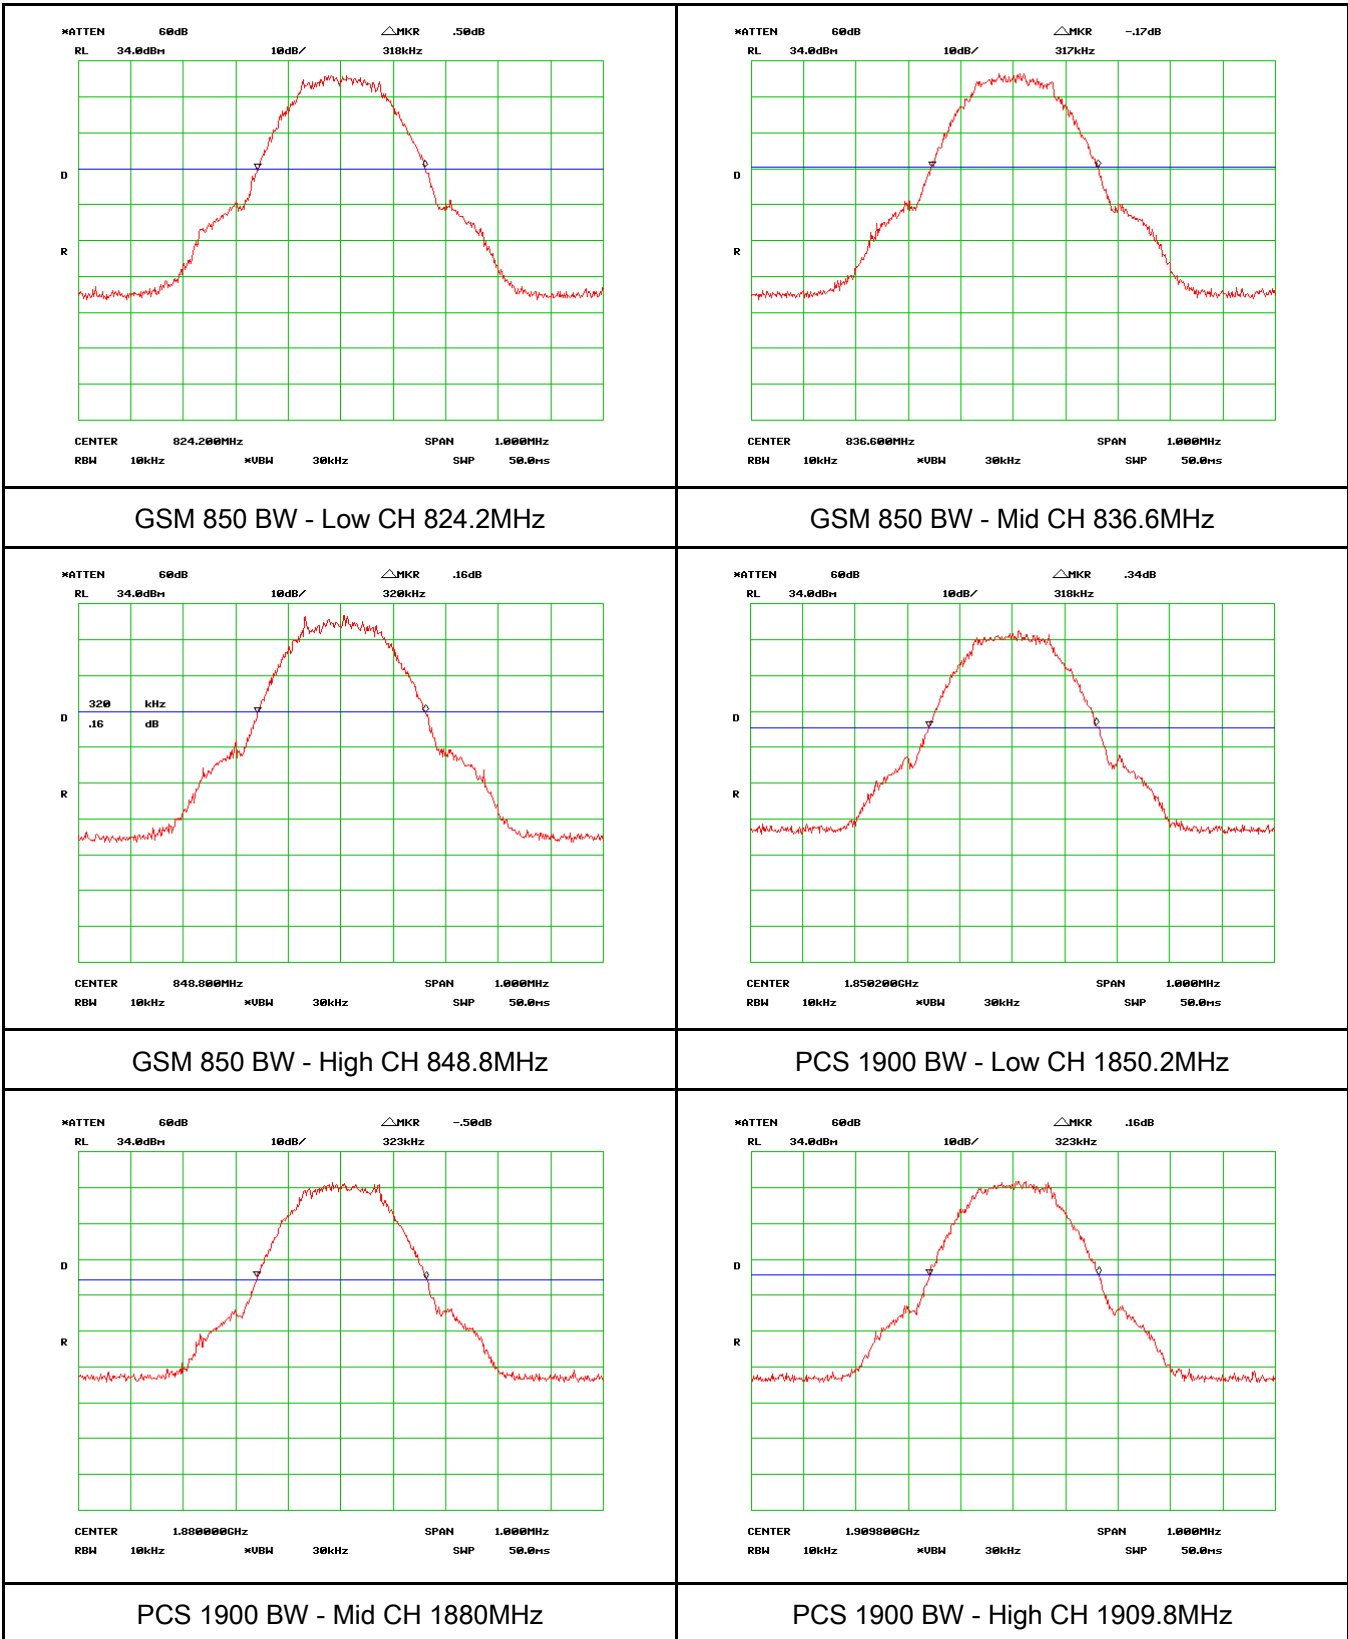 *ATTEN 60dB △MKR .50dB
RL 34.0dBm 10dB/ 318kHz
D
R
CENTER 824.200MHz SPAN 1.000MHz
RBW 10kHz *VBW 30kHz SWP 50.0ms
GSM 850 BW - Low CH 824.2MHz
*ATTEN 60dB △MKR -.17dB
RL 34.0dBm 10dB/ 317kHz
D
R
CENTER 836.600MHz SPAN 1.000MHz
RBW 10kHz *VBW 30kHz SWP 50.0ms
GSM 850 BW - Mid CH 836.6MHz
*ATTEN 60dB △MKR .16dB
RL 34.0dBm 10dB/ 320kHz
320 kHz
D
.16 dB
R
CENTER 848.800MHz SPAN 1.000MHz
RBW 10kHz *VBW 30kHz SWP 50.0ms
GSM 850 BW - High CH 848.8MHz
*ATTEN 60dB △MKR .34dB
RL 34.0dBm 10dB/ 318kHz
D
R
CENTER 1.850200GHz SPAN 1.000MHz
RBW 10kHz *VBW 30kHz SWP 50.0ms
PCS 1900 BW - Low CH 1850.2MHz
*ATTEN 60dB △MKR -.50dB
RL 34.0dBm 10dB/ 323kHz
D
R
CENTER 1.880000GHz SPAN 1.000MHz
RBW 10kHz *VBW 30kHz SWP 50.0ms
PCS 1900 BW - Mid CH 1880MHz
*ATTEN 60dB △MKR .16dB
RL 34.0dBm 10dB/ 323kHz
D
R
CENTER 1.909800GHz SPAN 1.000MHz
RBW 10kHz *VBW 30kHz SWP 50.0ms
PCS 1900 BW - High CH 1909.8MHz